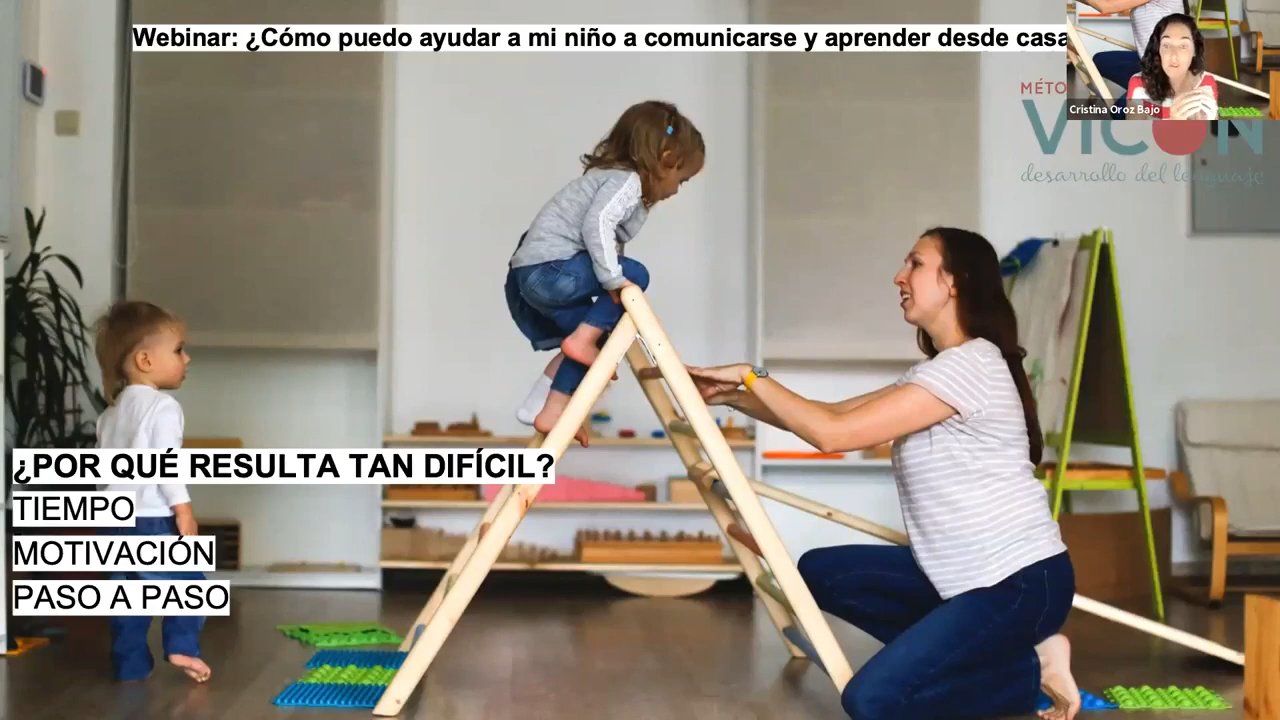 Webinar: ¿Cómo puedo ayudar a mi niño a comunicarse y aprender desde casa
Cristina Oroz Bajo
MÉTO
VICON
desarrollo del lenguaje
¿POR QUÉ RESULTA TAN DIFÍCIL?
TIEMPO
MOTIVACIÓN
PASO A PASO